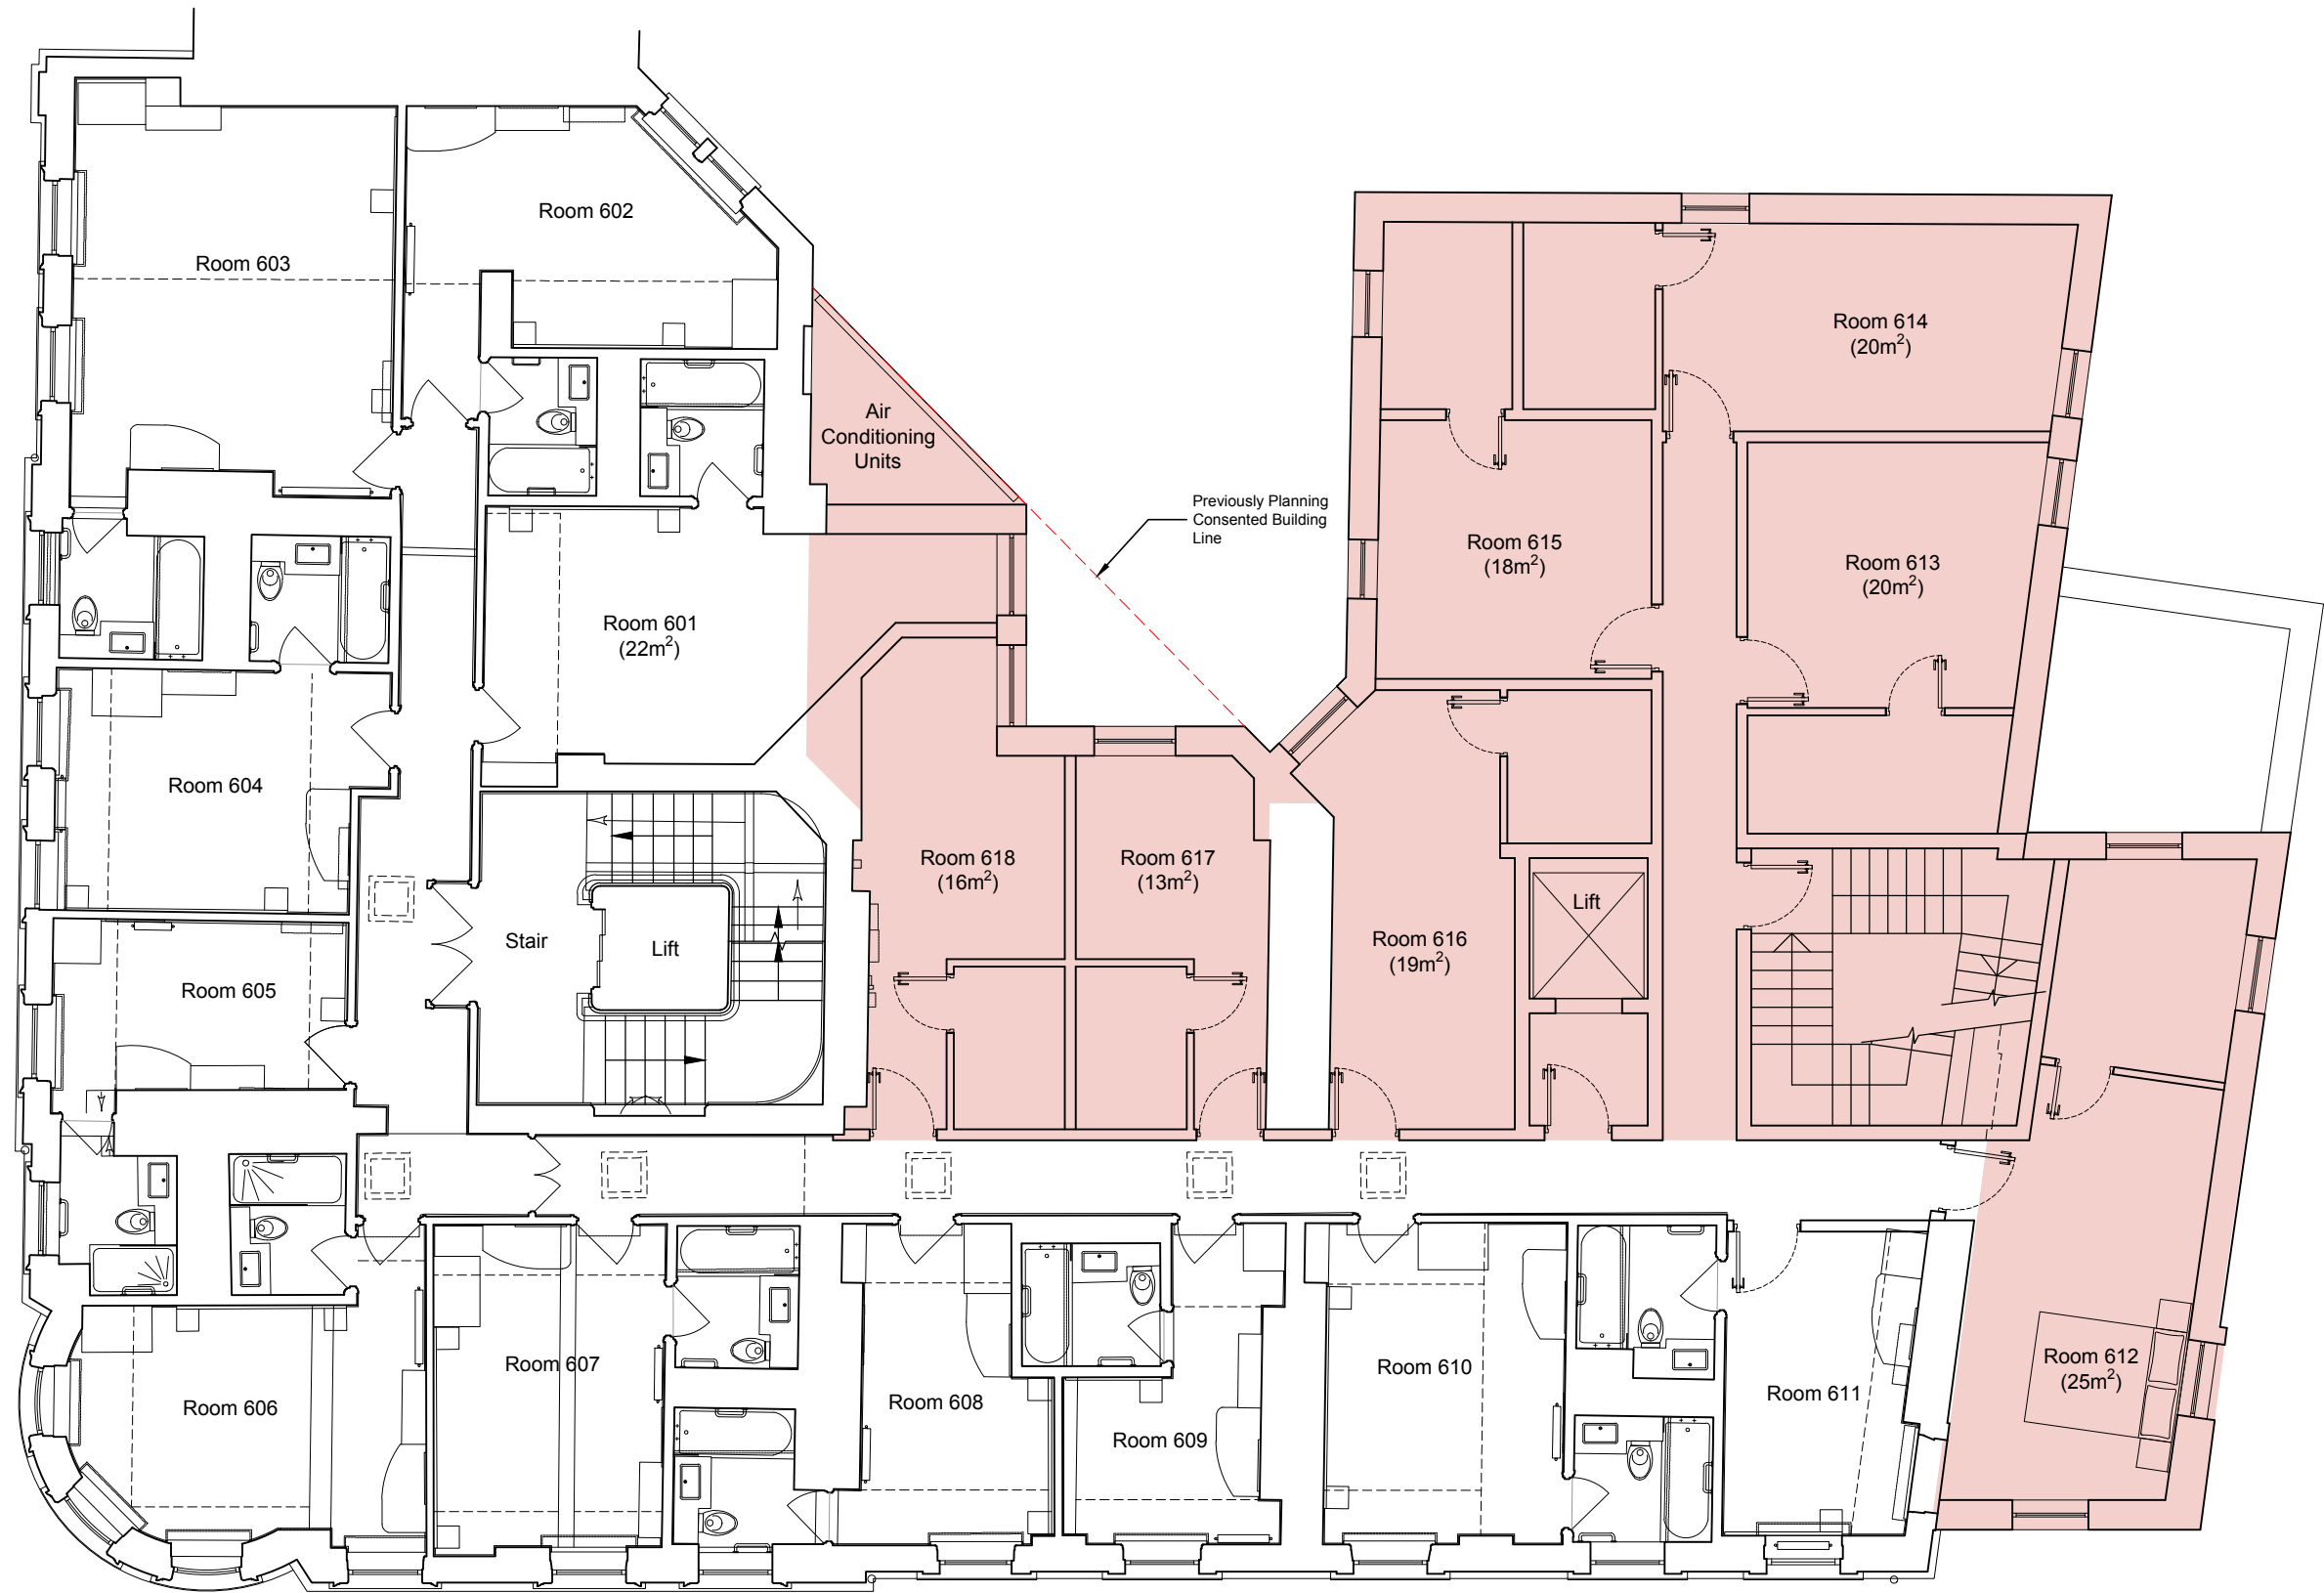 Room 602
Room 603
Room 614
(20m²)
Air
Conditioning
Units
Previously Planning
Consented Building
Line
Room 615
(18m²)
Room 613
(20m²)
Room 601
(22m²)
Room 604
Room 618
(16m²)
Room 617
(13m²)
Lift
Room 616
(19m²)
Stair
Lift
Room 605
Room 612
(25m²)
Room 607
Room 610
Room 611
Room 608
Room 606
Room 609